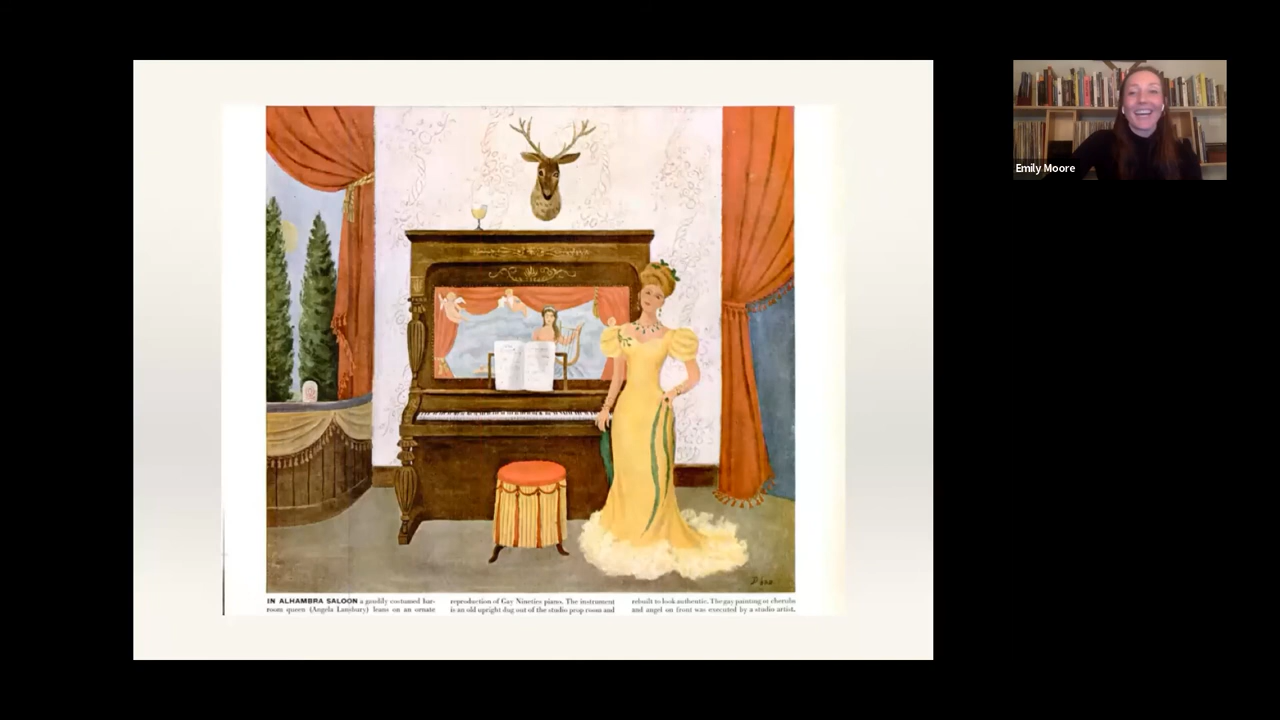 IN ALHAMBRA SALOON a gaudily costumed bar-
room queen (Angela Lansbury) leans on an ornate
reproduction of Gay Nineties pianos. The instrument
is an old upright dug out of the studio prop room and
rebuilt to look authentic. The gay painting of cherubs
and angel on front was executed by a studio artist.
Emily Moore